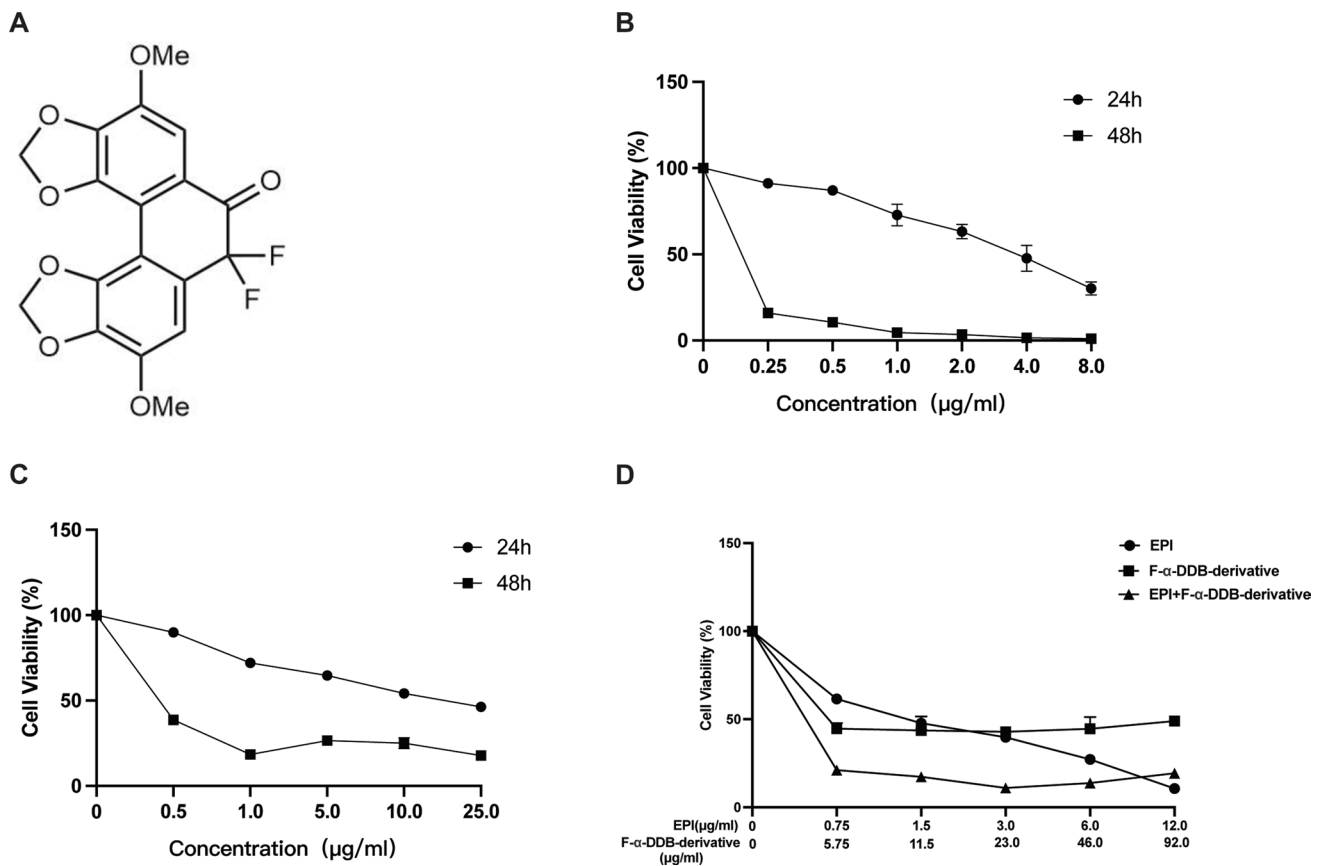 A
OMe
O
O
O
F
F
O
O
OMe
B
150
100
50
0
Cell Viability (%)
24h
48h
0 0.25 0.5 1.0 2.0 4.0 8.0
Concentration (μg/ml)
C
150
100
50
0
Cell Viability (%)
24h
48h
0 0.5 1.0 5.0 10.0 25.0
Concentration (μg/ml)
D
150
100
50
0
Cell Viability (%)
EPI
F-α-DDB-derivative
EPI+F-α-DDB-derivative
EPI(μg/ml) 0 0.75 1.5 3.0 6.0 12.0
F-α-DDB-derivative 0 5.75 11.5 23.0 46.0 92.0
(μg/ml)